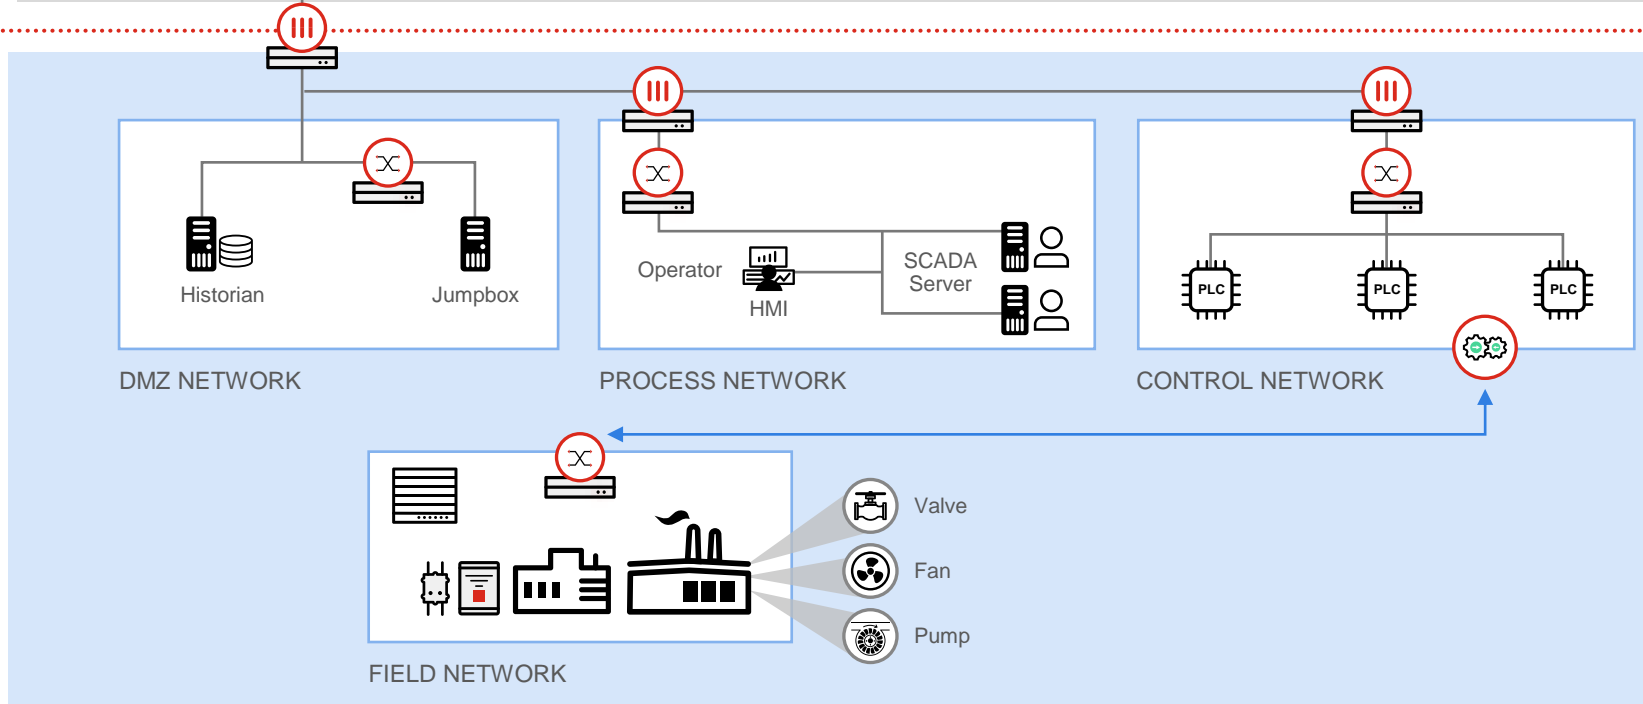 Historian
Jumpbox
DMZ NETWORK
Operator
HMI
SCADA
Server
PROCESS NETWORK
PLC
PLC
PLC
CONTROL NETWORK
Valve
Fan
Pump
FIELD NETWORK